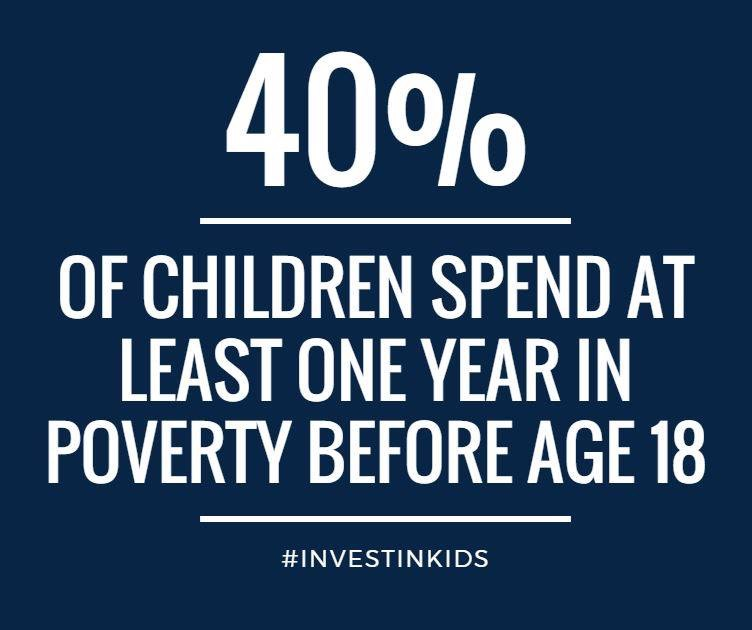 40%
OF CHILDREN SPEND AT
LEAST ONE YEAR IN
POVERTY BEFORE AGE 18
#INVESTINKIDS